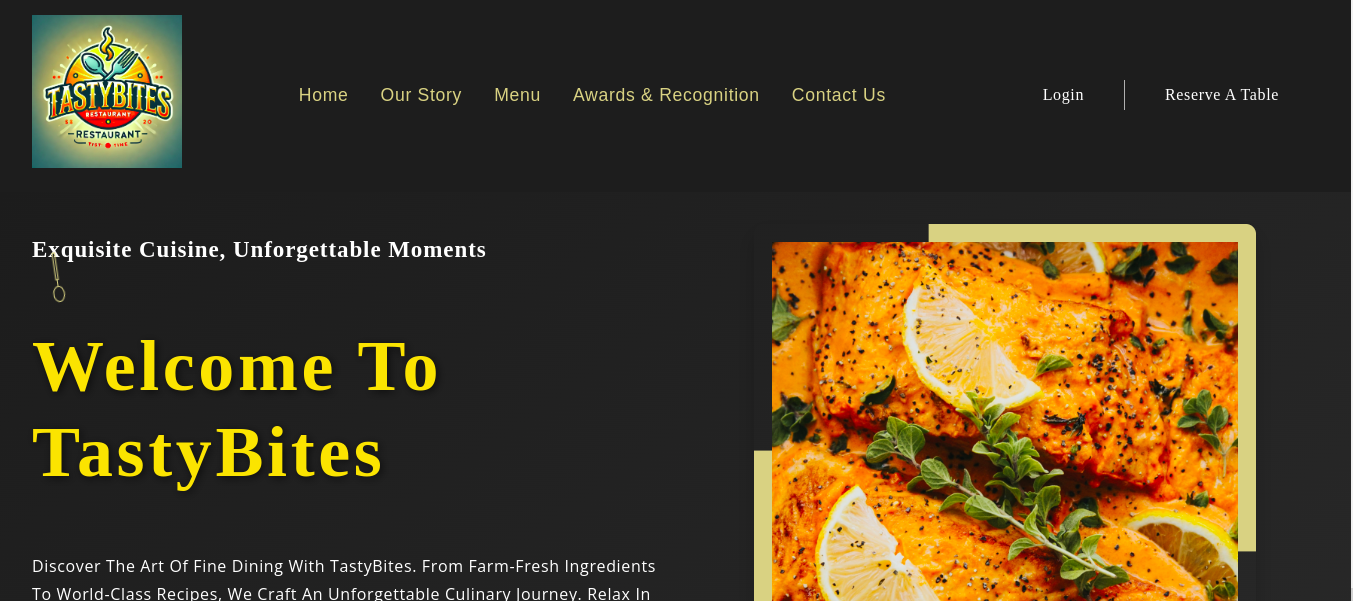 TASTYBITES
RESTAURANT
RESTAURANT
Home
Our Story
Menu
Awards & Recognition
Contact Us
Login
Reserve A Table
Exquisite Cuisine, Unforgettable Moments
Welcome To
TastyBites
Discover The Art Of Fine Dining With TastyBites. From Farm-Fresh Ingredients
To World-Class Recipes, We Craft An Unforgettable Culinary Journey. Relax In